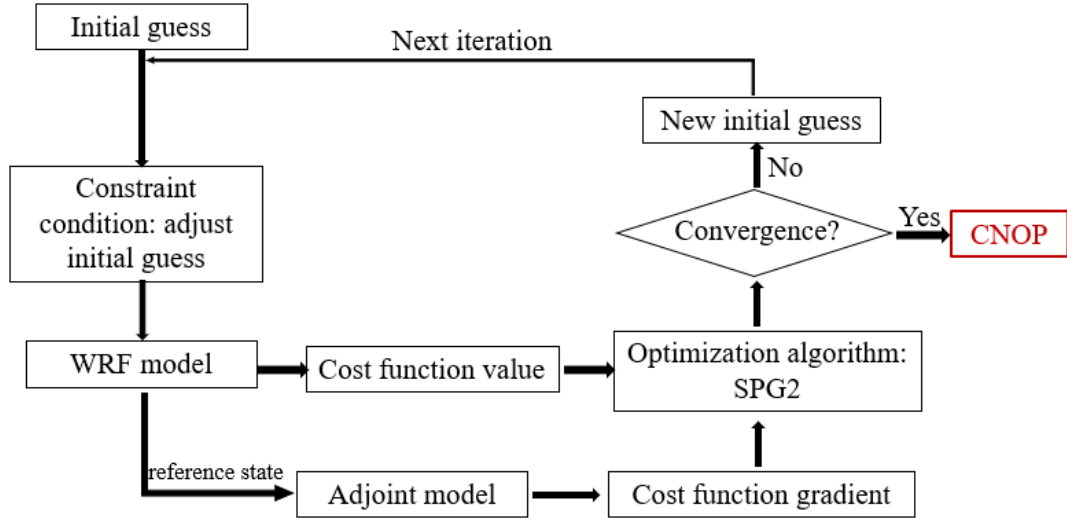 Initial guess
Next iteration
New initial guess
No
Constraint
condition: adjust
initial guess
Convergence?
Yes
CNOP
WRF model
Cost function value
Optimization algorithm:
SPG2
reference state
Adjoint model
Cost function gradient